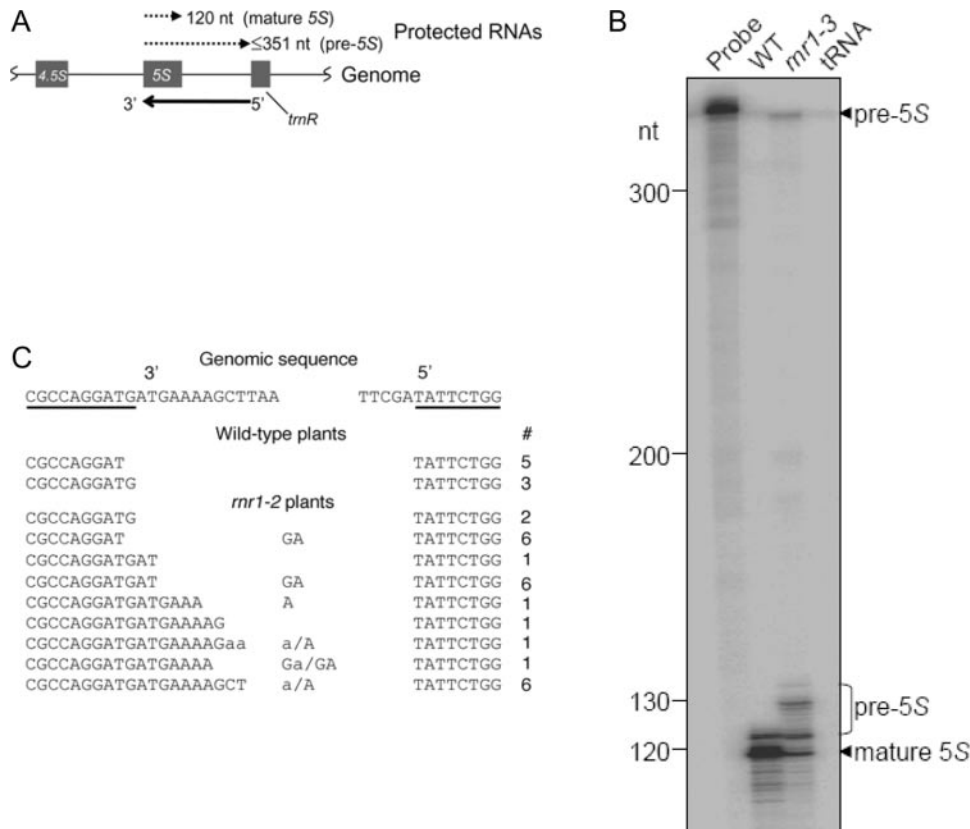 A
120 nt (mature 5S)
≤351 nt (pre-5S)
Protected RNAs
4.5S
5S
Genome
3’
5’
trnR
B
Probe
WT
rnr1-3
tRNA
nt
pre-5S
300
200
130
pre-5S
120
mature 5S
C
Genomic sequence
3’
5’
CGCCAGGATGATGAAAAGCTTAA TTCGATATTCTGG
Wild-type plants #
CGCCAGGAT TATTCTGG 5
CGCCAGGATG TATTCTGG 3
rnr1-2 plants
CGCCAGGATG TATTCTGG 2
CGCCAGGAT GA TATTCTGG 6
CGCCAGGATGAT TATTCTGG 1
CGCCAGGATGAT GA TATTCTGG 6
CGCCAGGATGATGAAA A TATTCTGG 1
CGCCAGGATGATGAAAAG TATTCTGG 1
CGCCAGGATGATGAAAAGaa a/A TATTCTGG 1
CGCCAGGATGATGAAAA Ga/GA TATTCTGG 1
CGCCAGGATGATGAAAAGCT a/A TATTCTGG 6